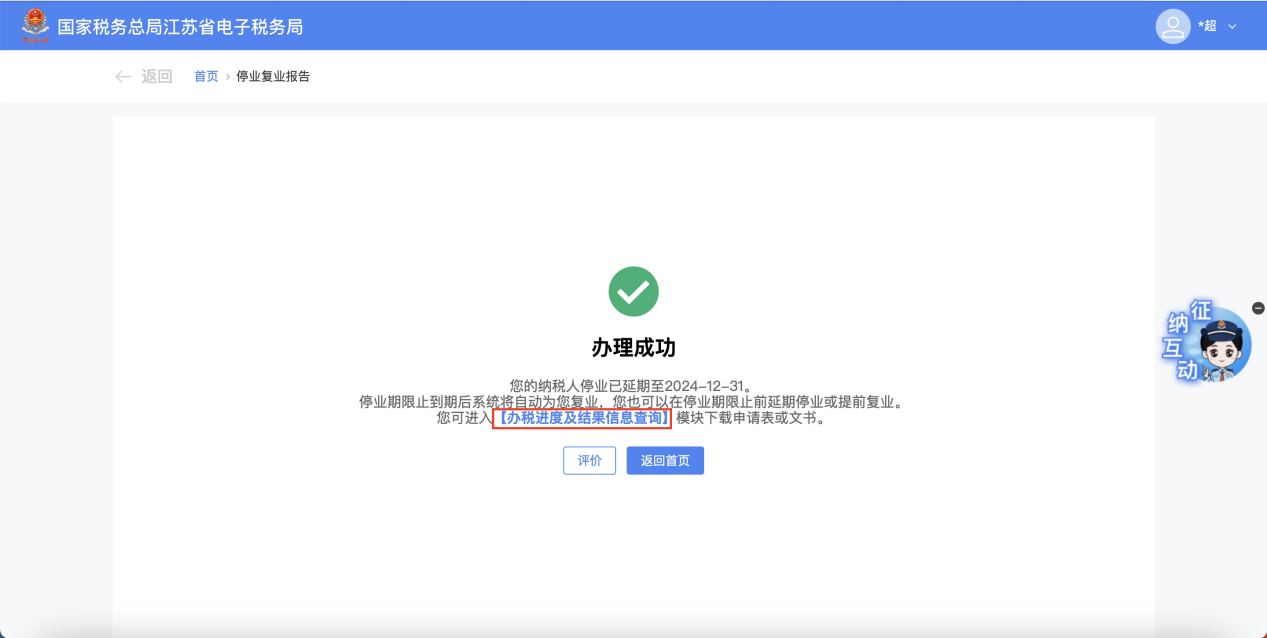 国家税务总局江苏省电子税务局
*超
返回 首页 › 停业复业报告
办理成功
您的纳税人停业已延期至2024-12-31。
停业期限止到期后系统将自动为您复业，您也可以在停业期限止前延期停业或提前复业。
您可进入【办税进度及结果信息查询】模块下载申请表或文书。
评价 返回首页
征纳互动